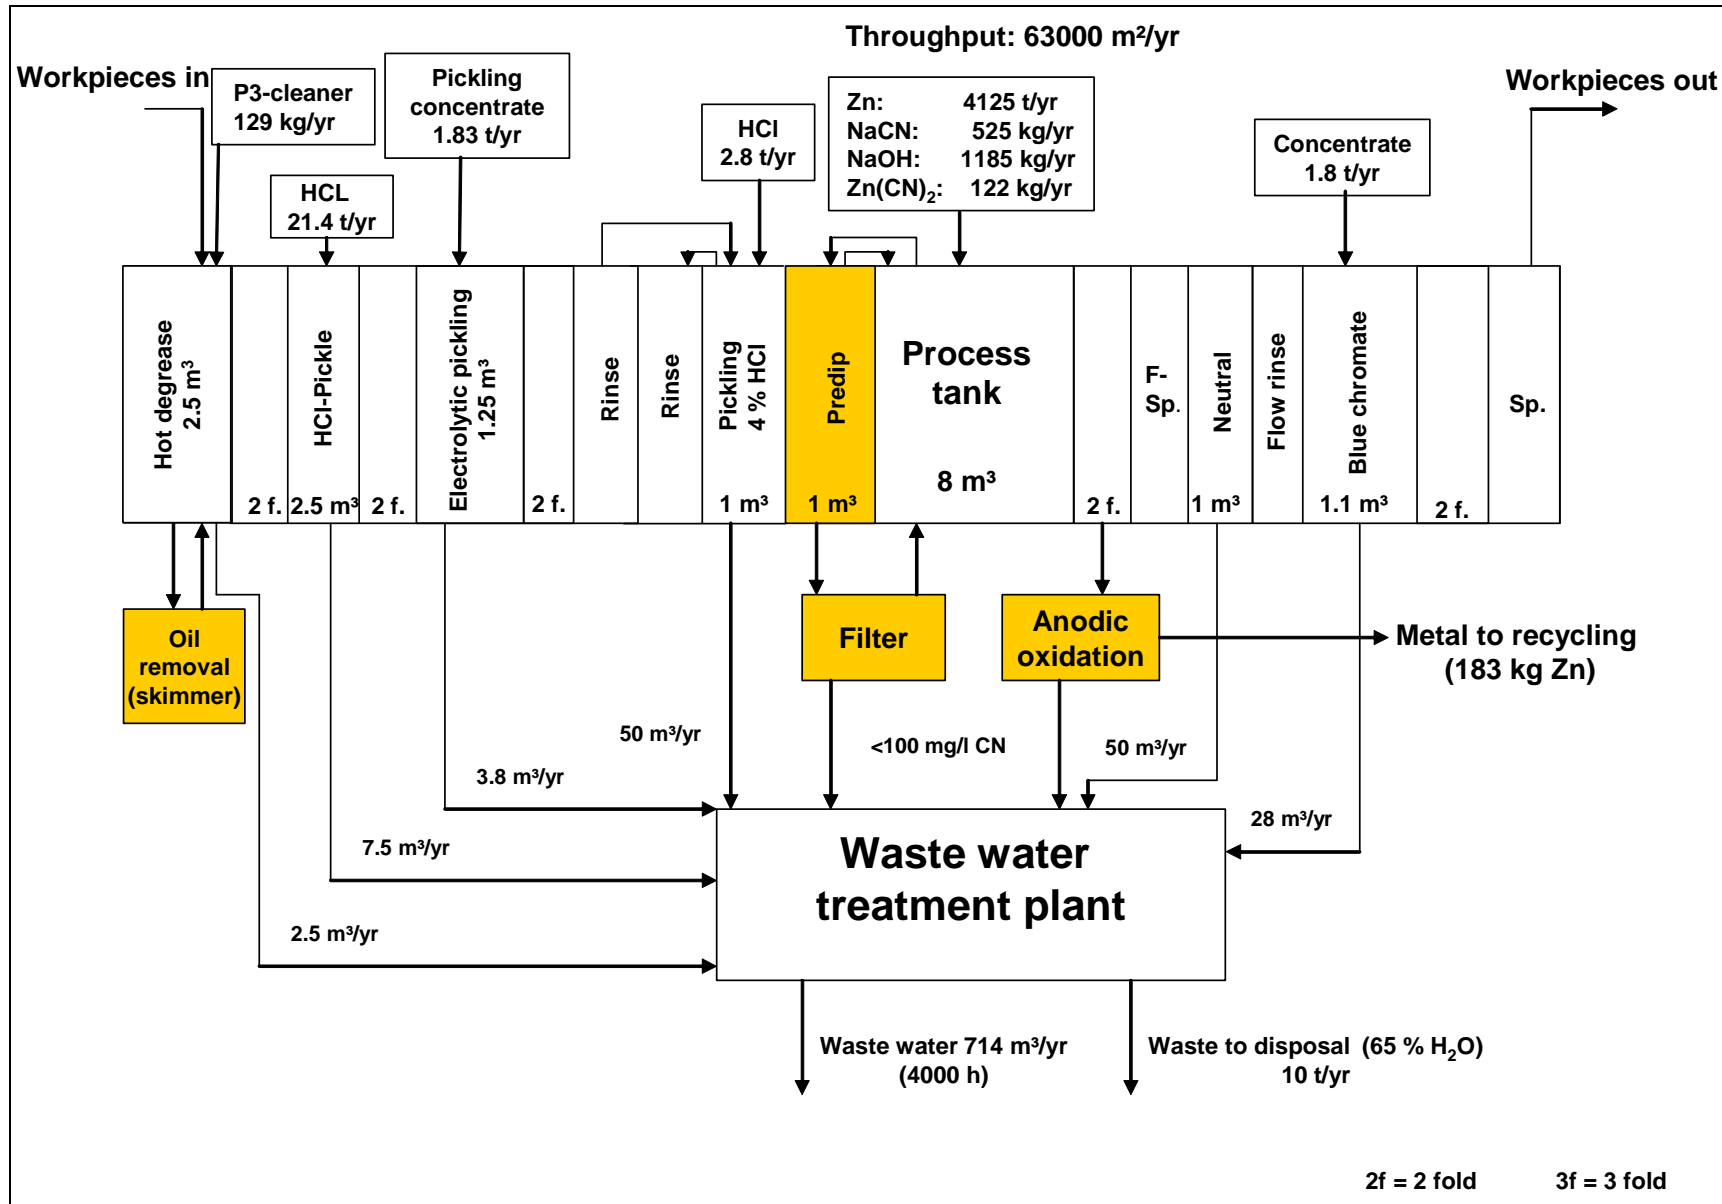 Throughput: 63000 m²/yr
Workpieces in
P3-cleaner
129 kg/yr
Pickling
concentrate
1.83 t/yr
HCL
21.4 t/yr
HCl
2.8 t/yr
Zn: 4125 t/yr
NaCN: 525 kg/yr
NaOH: 1185 kg/yr
Zn(CN)₂: 122 kg/yr
Concentrate
1.8 t/yr
Workpieces out
Hot degrease
2.5 m³
2 f.
HCl-Pickle
2.5 m³
2 f.
Electrolytic pickling
1.25 m³
2 f.
Rinse
Rinse
Pickling
4 % HCl
1 m³
Predip
1 m³
Process
tank
8 m³
2 f.
F-
Sp.
Neutral
1 m³
Flow rinse
Blue chromate
1.1 m³
2 f.
Sp.
Oil
removal
(skimmer)
Filter
Anodic
oxidation
Metal to recycling
(183 kg Zn)
50 m³/yr
<100 mg/l CN
50 m³/yr
3.8 m³/yr
28 m³/yr
7.5 m³/yr
2.5 m³/yr
Waste water
treatment plant
Waste water 714 m³/yr
(4000 h)
Waste to disposal (65 % H₂O)
10 t/yr
2f = 2 fold 3f = 3 fold